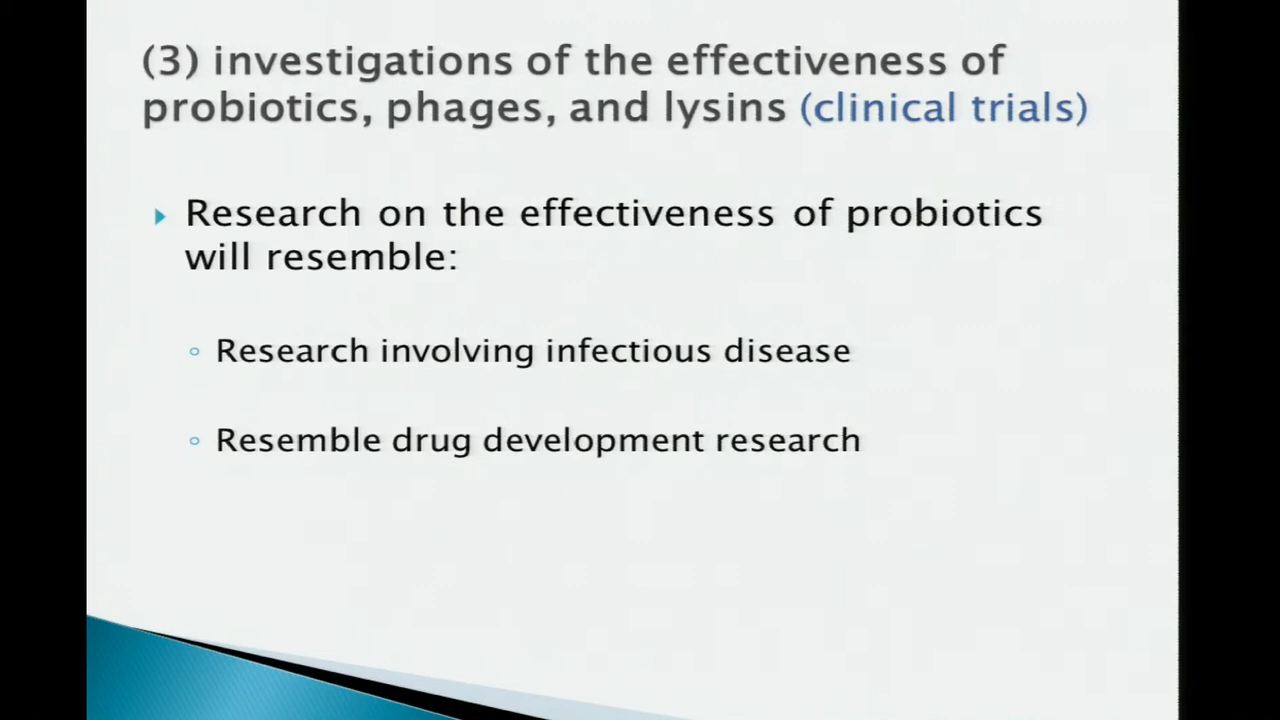 (3) investigations of the effectiveness of
probiotics, phages, and lysins (clinical trials)
Research on the effectiveness of probiotics
will resemble:
Research involving infectious disease
Resemble drug development research